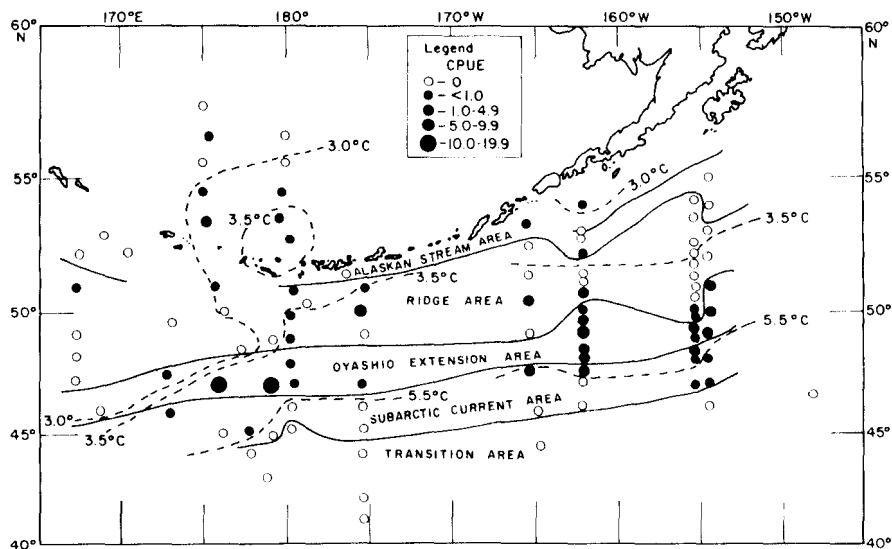 170°E 180° 170°W 160°W 150°W
60° N
60° N
Legend
CPUE
○ - 0
● - <1.0
● - 1.0-4.9
● - 5.0-9.9
● - 10.0-19.9
3.0°C
55°
3.0°C
55°
3.5°C
3.5°C
ALASKAN STREAM AREA
3.5°C
50°
RIDGE AREA
50°
5.5°C
OYASHIO EXTENSION AREA
5.5°C
3.0°
SUBARCTIC CURRENT AREA
3.5°C
45°
45°
TRANSITION AREA
40°
40°